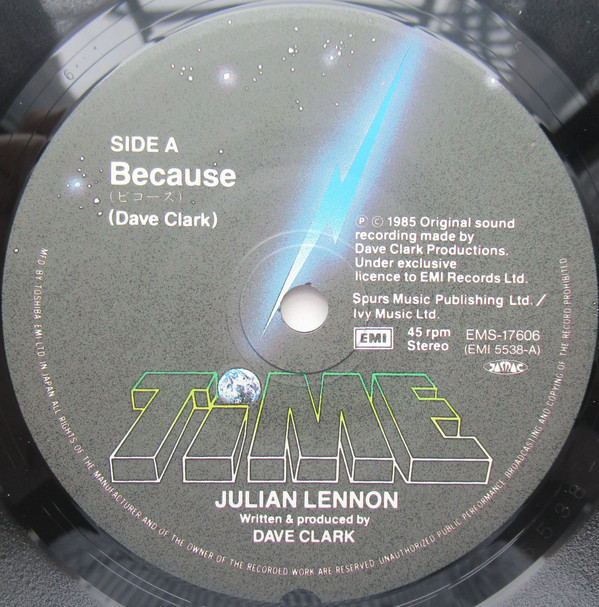 SIDE A
Because
(ビコーズ)
(Dave Clark)
Ⓟ © 1985 Original sound
recording made by
Dave Clark Productions.
Under exclusive
licence to EMI Records Ltd.
Spurs Music Publishing Ltd./
Ivy Music Ltd.
EMI
45 rpm
Stereo
EMS-17606
(EMI 5538-A)
JASRAC
TiME
JULIAN LENNON
Written & produced by
DAVE CLARK
MF'D BY TOSHIBA EMI LTD. IN JAPAN. ALL RIGHTS OF THE MANUFACTURER AND OF THE OWNER OF THE RECORDED WORK ARE RESERVED. UNAUTHORIZED PUBLIC PERFORMANCE, BROADCASTING AND COPYING OF THE RECORD PROHIBITED